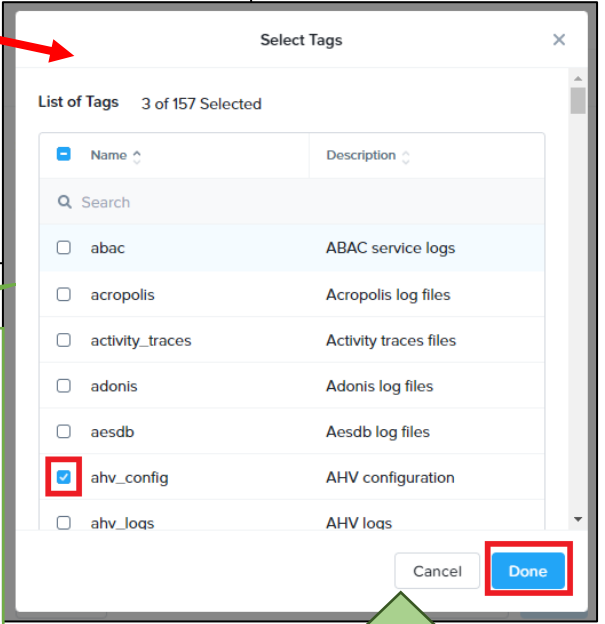 Select Tags
List of Tags 3 of 157 Selected
Name Description
Search
abac ABAC service logs
acropolis Acropolis log files
activity_traces Activity traces files
adonis Adonis log files
aesdb Aesdb log files
ahv_config AHV configuration
ahv_logs AHV logs
Cancel Done